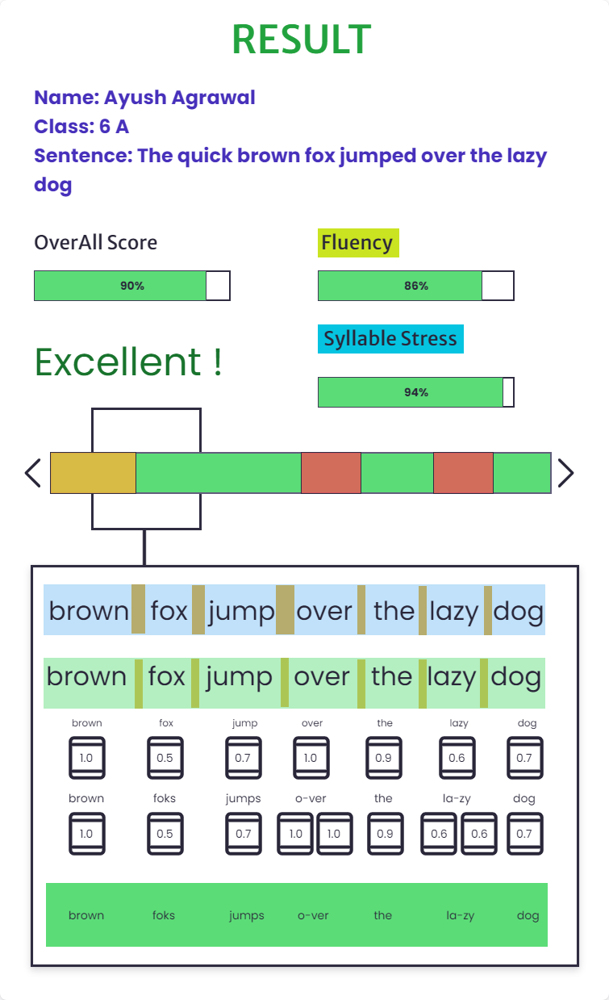 RESULT
Name: Ayush Agrawal
Class: 6 A
Sentence: The quick brown fox jumped over the lazy
dog
OverAll Score
90%
Fluency
86%
Excellent !
Syllable Stress
94%
brown fox jump over the lazy dog
brown fox jump over the lazy dog
brown fox jump over the lazy dog
1.0 0.5 0.7 1.0 0.9 0.6 0.7
brown foks jumps o-ver the la-zy dog
1.0 0.5 0.7 1.0 1.0 0.9 0.6 0.6 0.7
brown foks jumps o-ver the la-zy dog